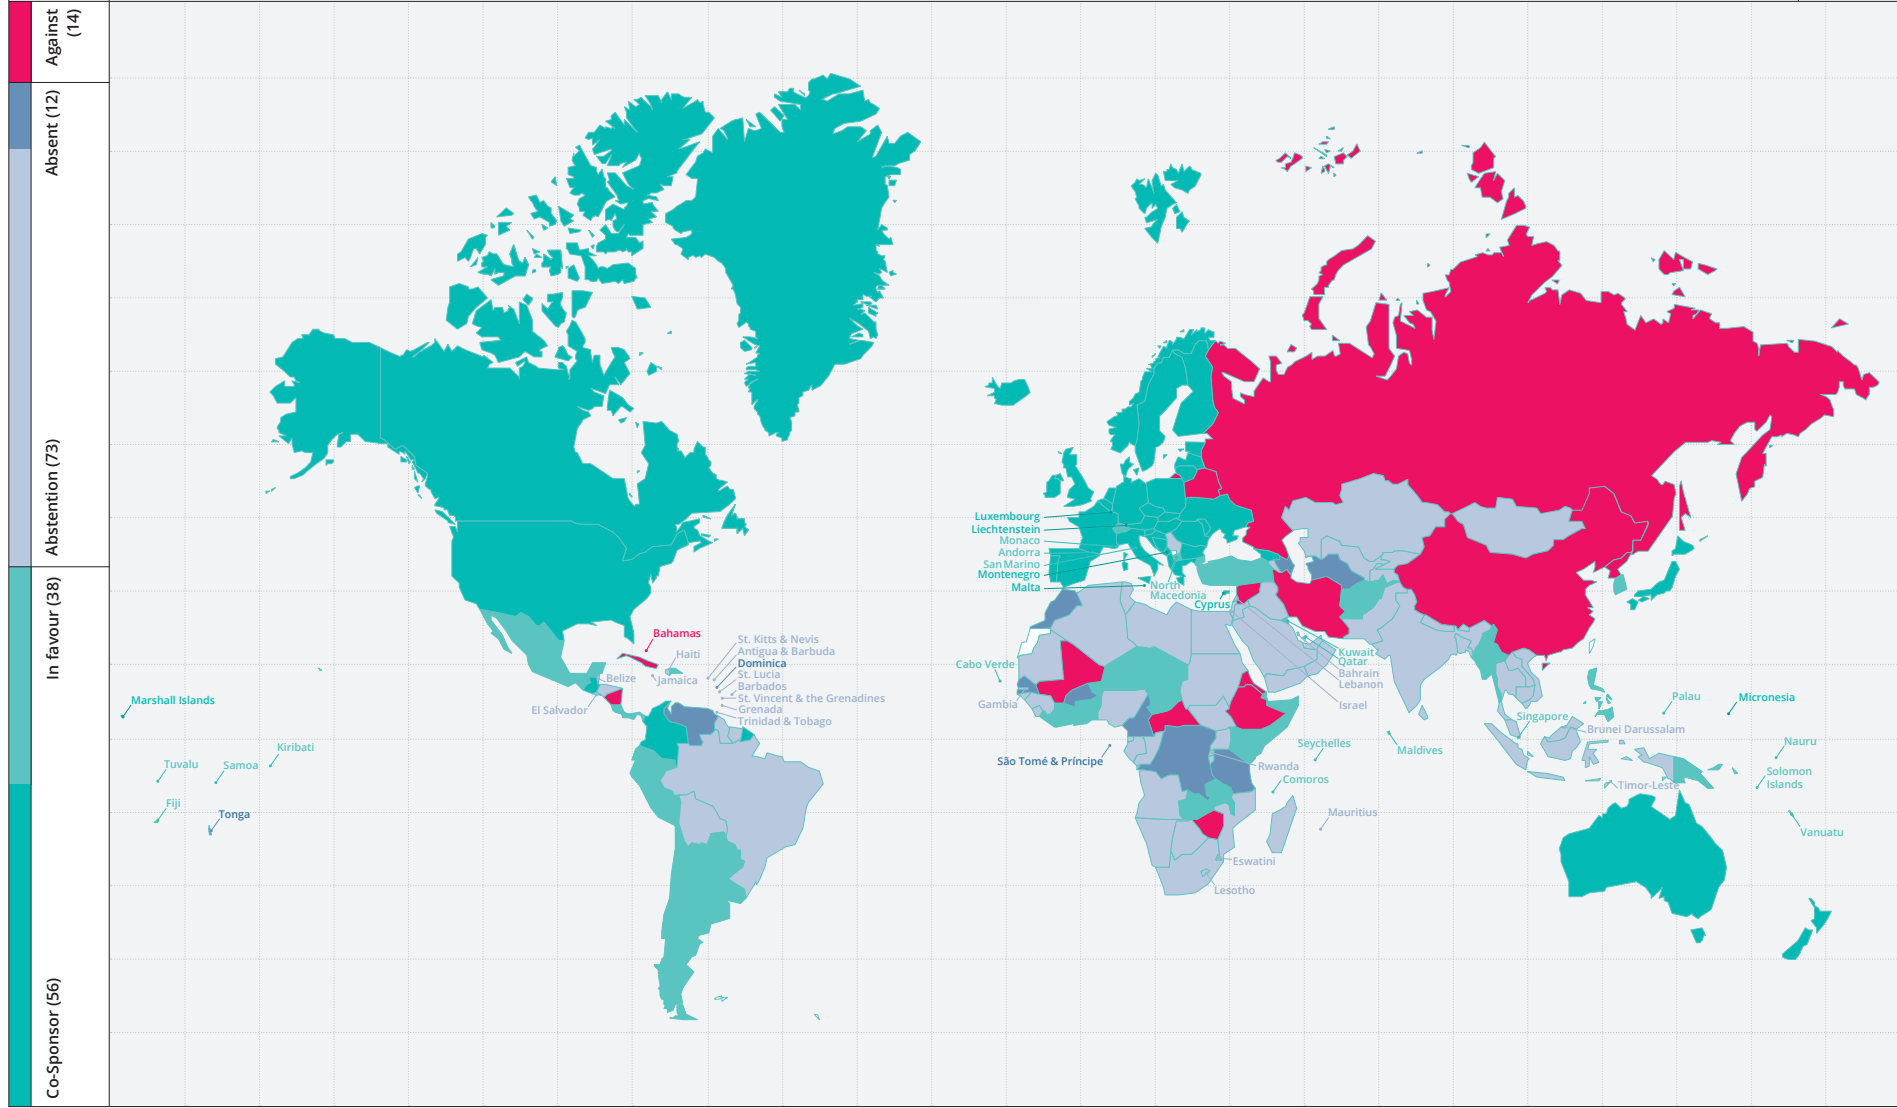 Against
(14)
Absent (12)
Abstention (73)
In favour (38)
Co-Sponsor (56)
Marshall Islands
Tuvalu
Samoa
Kiribati
Fiji
Tonga
Bahamas
Haiti
Jamaica
Belize
El Salvador
St. Kitts & Nevis
Antigua & Barbuda
Dominica
St. Lucia
Barbados
St. Vincent & the Grenadines
Grenada
Trinidad & Tobago
Luxembourg
Liechtenstein
Monaco
Andorra
San Marino
Montenegro
Malta
North
Macedonia
Cyprus
Cabo Verde
Gambia
São Tomé & Príncipe
Kuwait
Qatar
Bahrain
Lebanon
Israel
Seychelles
Rwanda
Comoros
Mauritius
Eswatini
Lesotho
Maldives
Singapore
Brunei Darussalam
Timor-Leste
Palau
Micronesia
Nauru
Solomon
Islands
Vanuatu